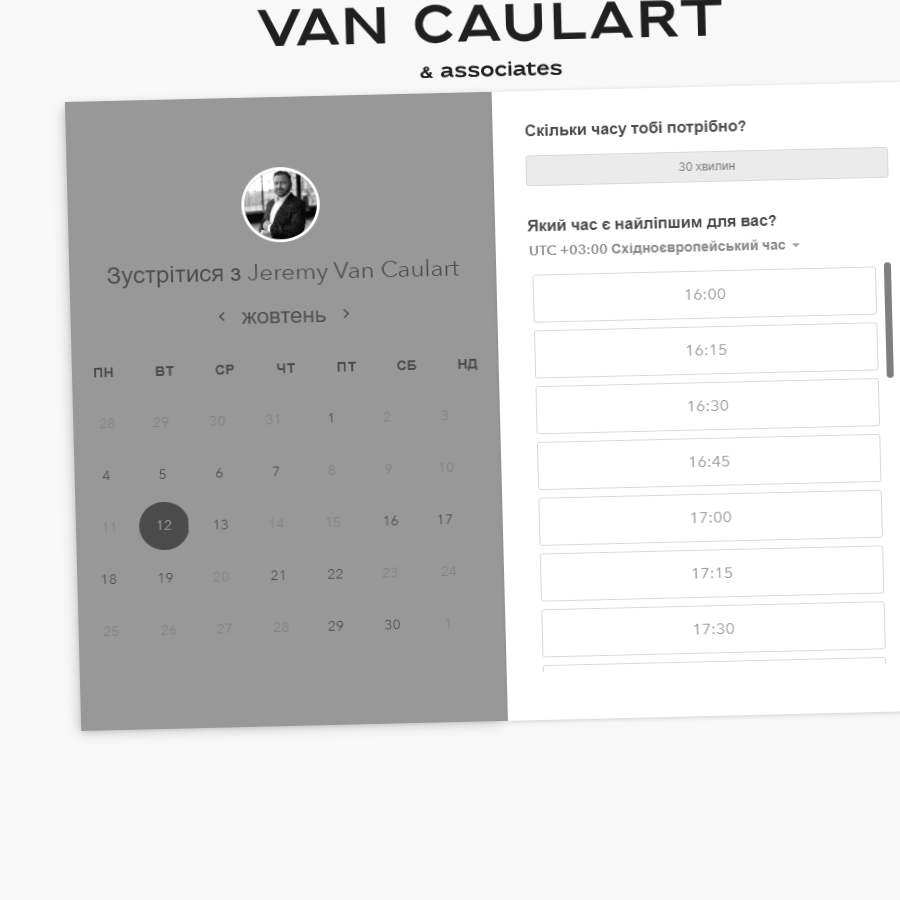 VAN CAULART
& associates
Зустрітися з Jeremy Van Caulart
жовтень
ПН ВТ СР ЧТ ПТ СБ НД
28 29 30 31 1 2 3
4 5 6 7 8 9 10
11 12 13 14 15 16 17
18 19 20 21 22 23 24
25 26 27 28 29 30 1
Скільки часу тобі потрібно?
30 хвилин
Який час є найліпшим для вас?
UTC +03:00 Східноєвропейський час
16:00
16:15
16:30
16:45
17:00
17:15
17:30